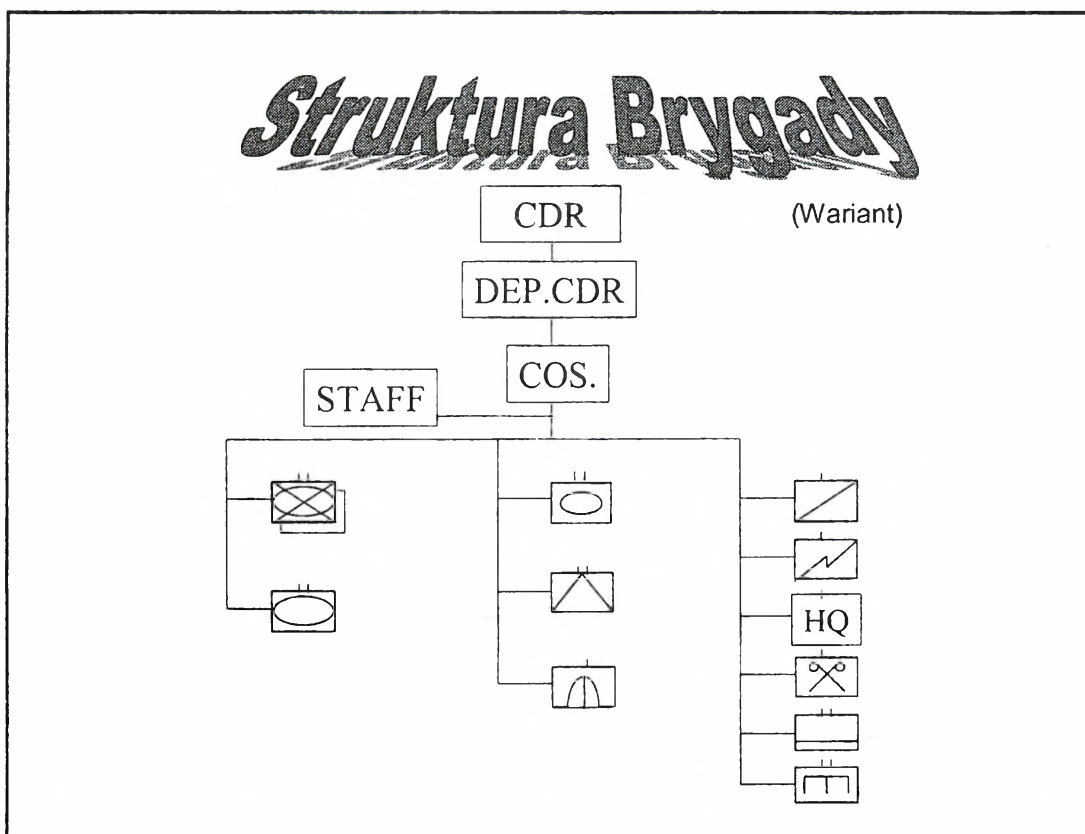 Struktura Brygady
(Wariant)
CDR
DEP.CDR
COS.
STAFF
HQ